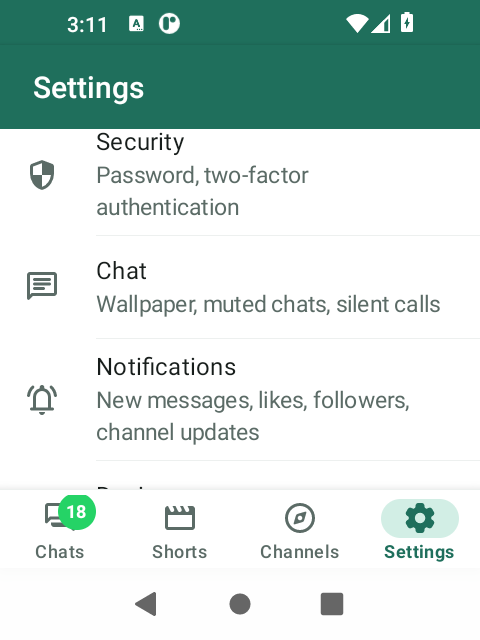 3:11
Settings
Security
Password, two-factor
authentication
Chat
Wallpaper, muted chats, silent calls
Notifications
New messages, likes, followers,
channel updates
18
Chats
Shorts
Channels
Settings